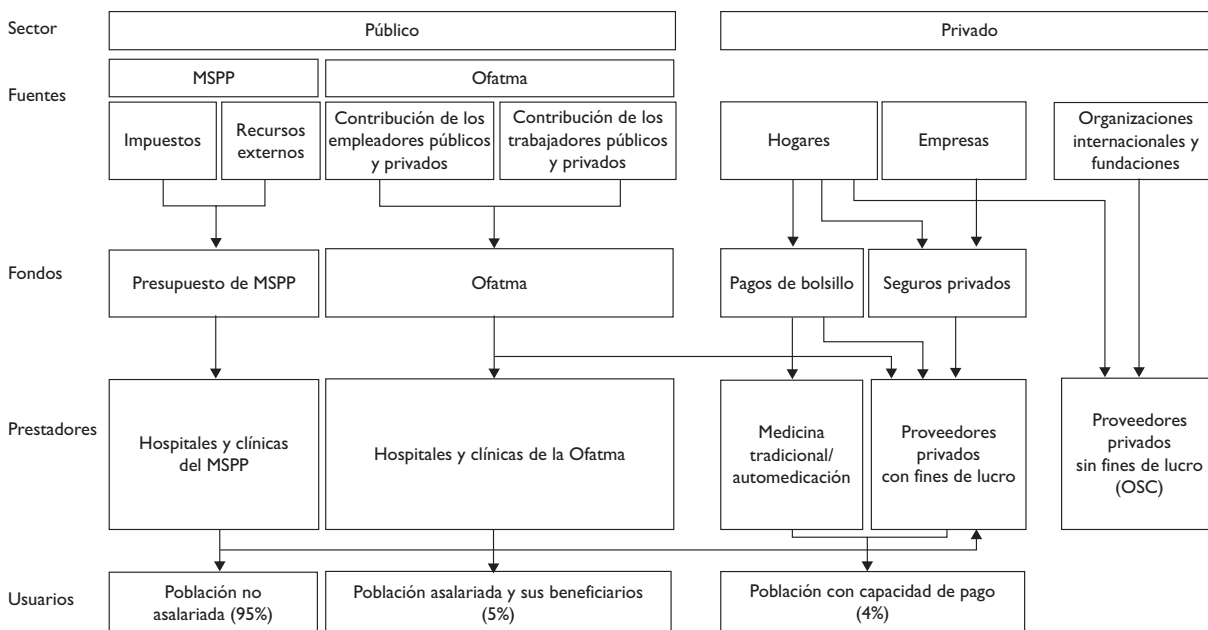 Sector
Público
Privado
Fuentes
MSPP
Ofatma
Impuestos
Recursos
externos
Contribución de los
empleadores públicos
y privados
Contribución de los
trabajadores públicos
y privados
Hogares
Empresas
Organizaciones
internacionales y
fundaciones
Fondos
Presupuesto de MSPP
Ofatma
Pagos de bolsillo
Seguros privados
Prestadores
Hospitales y clínicas
del MSPP
Hospitales y clínicas de la Ofatma
Medicina
tradicional/
automedicación
Proveedores
privados
con fines de lucro
Proveedores
privados
sin fines de lucro
(OSC)
Usuarios
Población no
asalariada (95%)
Población asalariada y sus beneficiarios
(5%)
Población con capacidad de pago
(4%)